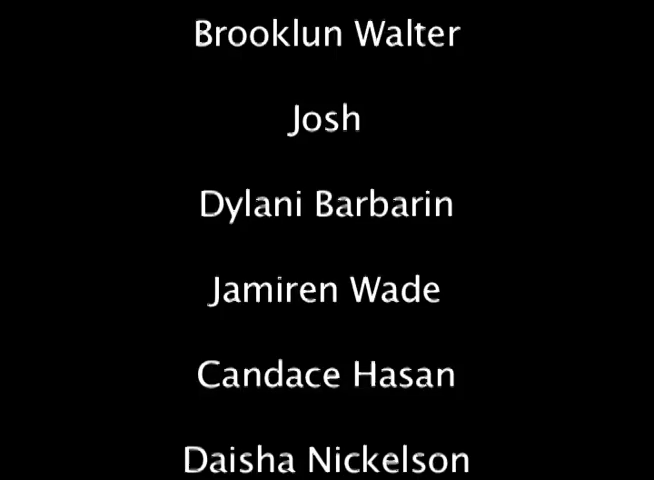 Brooklun Walter
Josh
Dylani Barbarin
Jamiren Wade
Candace Hasan
Daisha Nickelson